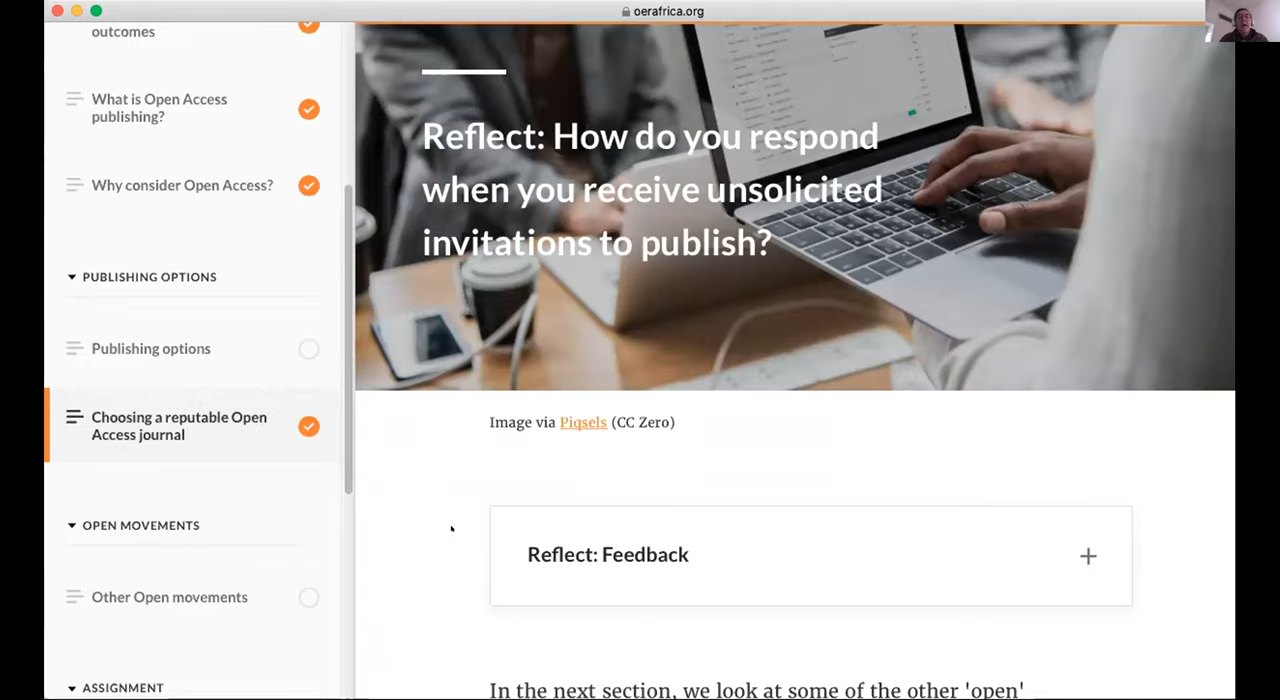 oerafrica.org
outcomes
What is Open Access
publishing?
Why consider Open Access?
PUBLISHING OPTIONS
Publishing options
Choosing a reputable Open
Access journal
OPEN MOVEMENTS
Other Open movements
ASSIGNMENT
Reflect: How do you respond
when you receive unsolicited
invitations to publish?
Image via Piqsels (CC Zero)
Reflect: Feedback
In the next section, we look at some of the other 'open'